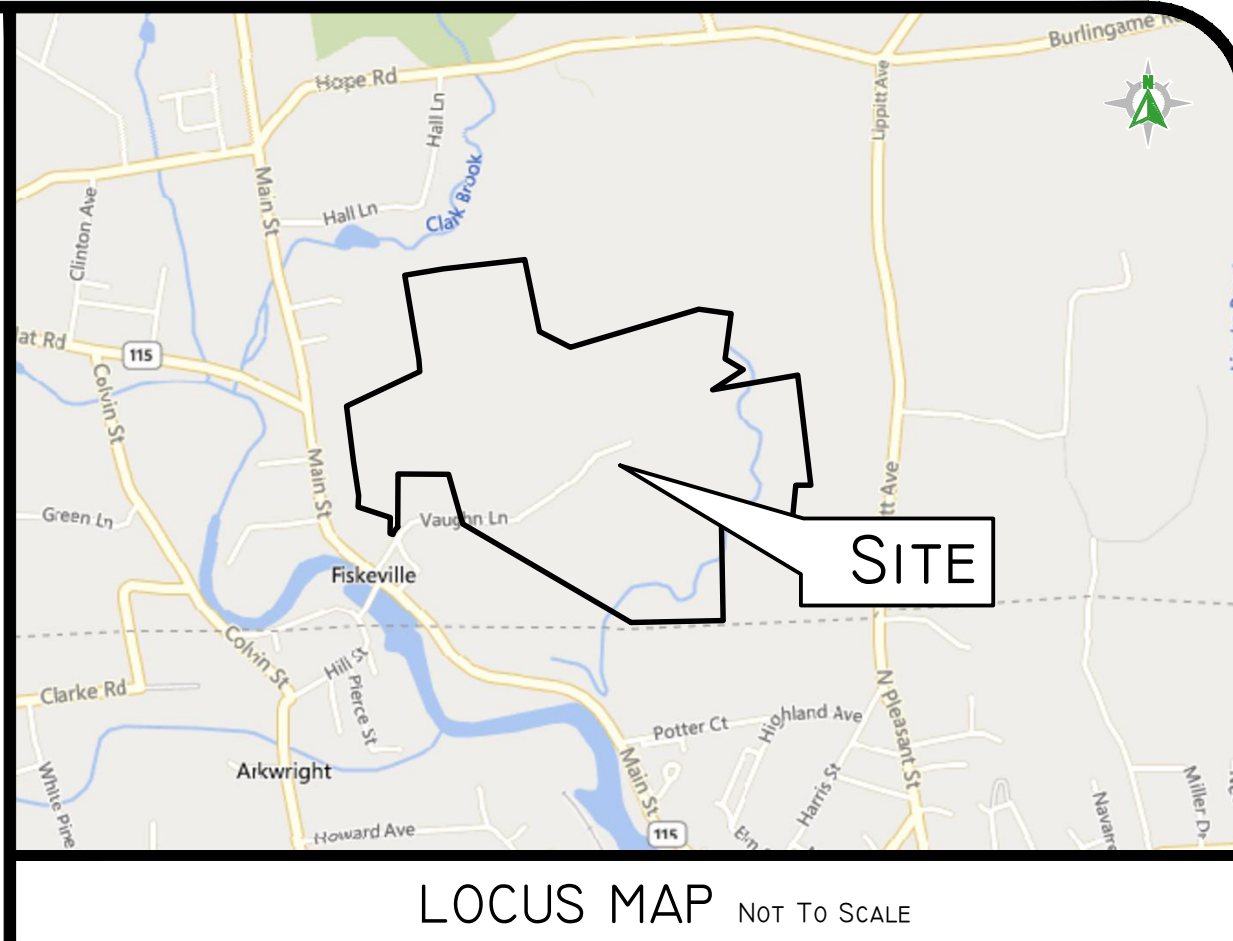 Burlingame R
Hope Rd
N
Lippitt Ave
Hall Ln
Main St
Clark Brook
Clinton Ave
Hall Ln
lat Rd
115
Colvin St
Main St
tt Ave
Green Ln
Vaughn Ln
SITE
Fiskeville
Colvin St
Hill St
Clarke Rd
Pierce St
N Pleasant St
Highland Ave
Potter Ct
Arkwright
White Pine
Main St
Harris St
Miller Dr
Navarre
Howard Ave
115
Elm
LOCUS MAP NOT TO SCALE